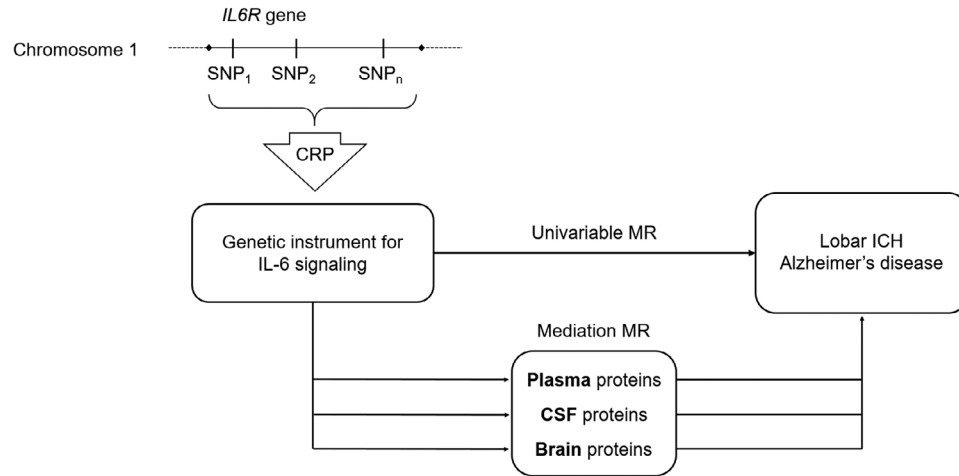 IL6R gene
Chromosome 1
SNP1 SNP2 SNPn
CRP
Genetic instrument for
IL-6 signaling
Univariable MR
Lobar ICH
Alzheimer's disease
Mediation MR
Plasma proteins
CSF proteins
Brain proteins